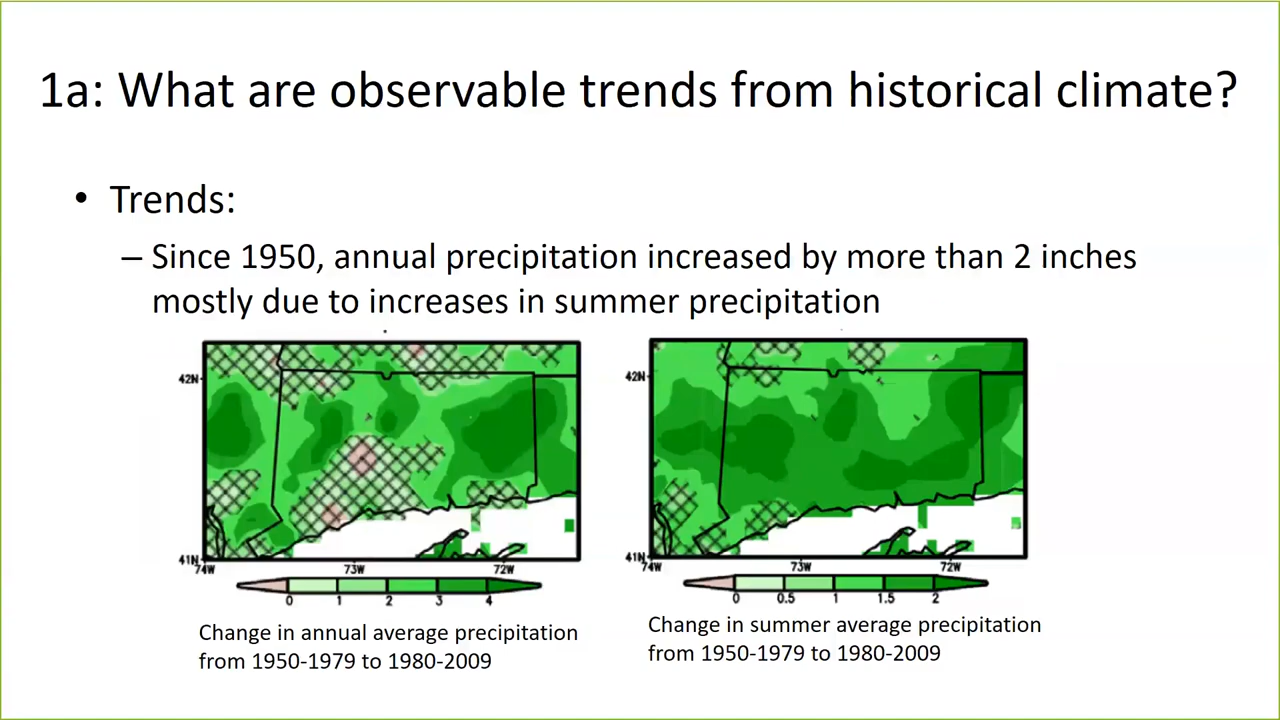 1a: What are observable trends from historical climate?
• Trends:
– Since 1950, annual precipitation increased by more than 2 inches
mostly due to increases in summer precipitation
42N
41N
74W 73W 72W
0 1 2 3 4
Change in annual average precipitation
from 1950-1979 to 1980-2009
42N
41N
74W 73W 72W
0 0.5 1 1.5 2
Change in summer average precipitation
from 1950-1979 to 1980-2009